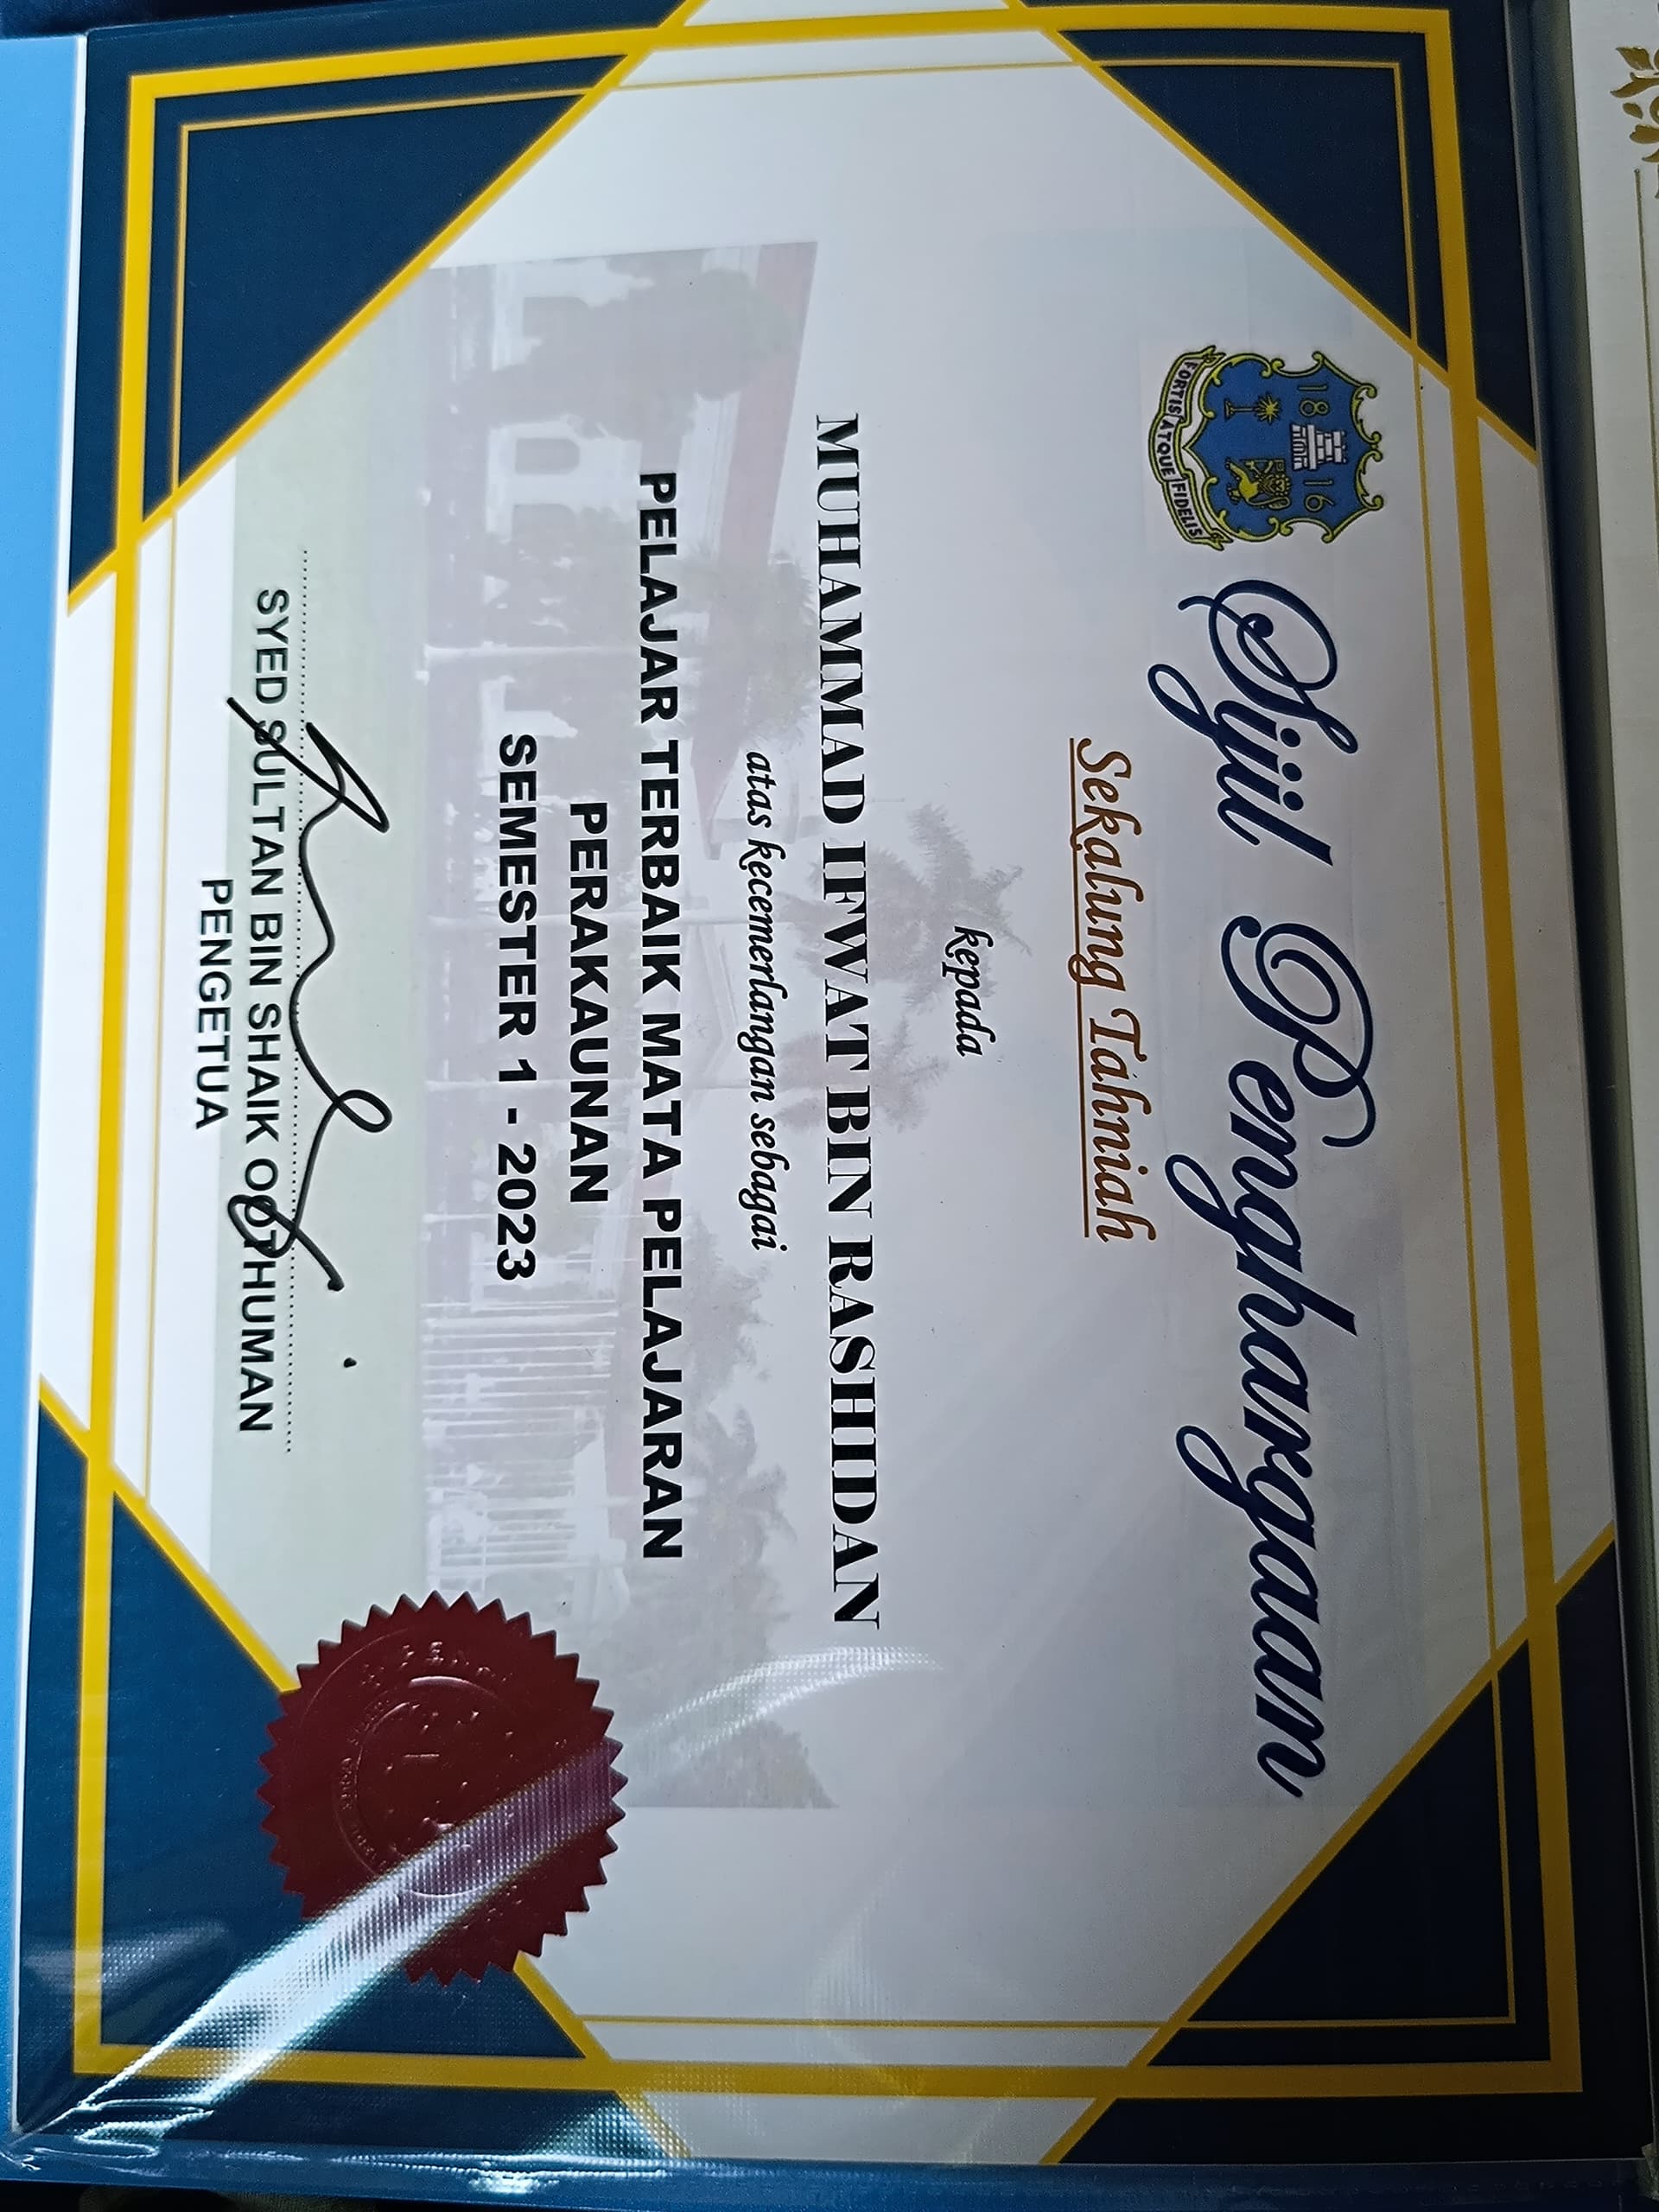 18 16
FORTIS ATQUE FIDELIS
Sijil Penghargaan
Sekalung Tahniah
kepada
MUHAMMAD IFWAT BIN RASHIDAN
atas kecemerlangan sebagai
PELAJAR TERBAIK MATA PELAJARAN
PERAKAUNAN
SEMESTER 1 - 2023
SYED SULTAN BIN SHAIK OOTHUMAN
PENGETUA